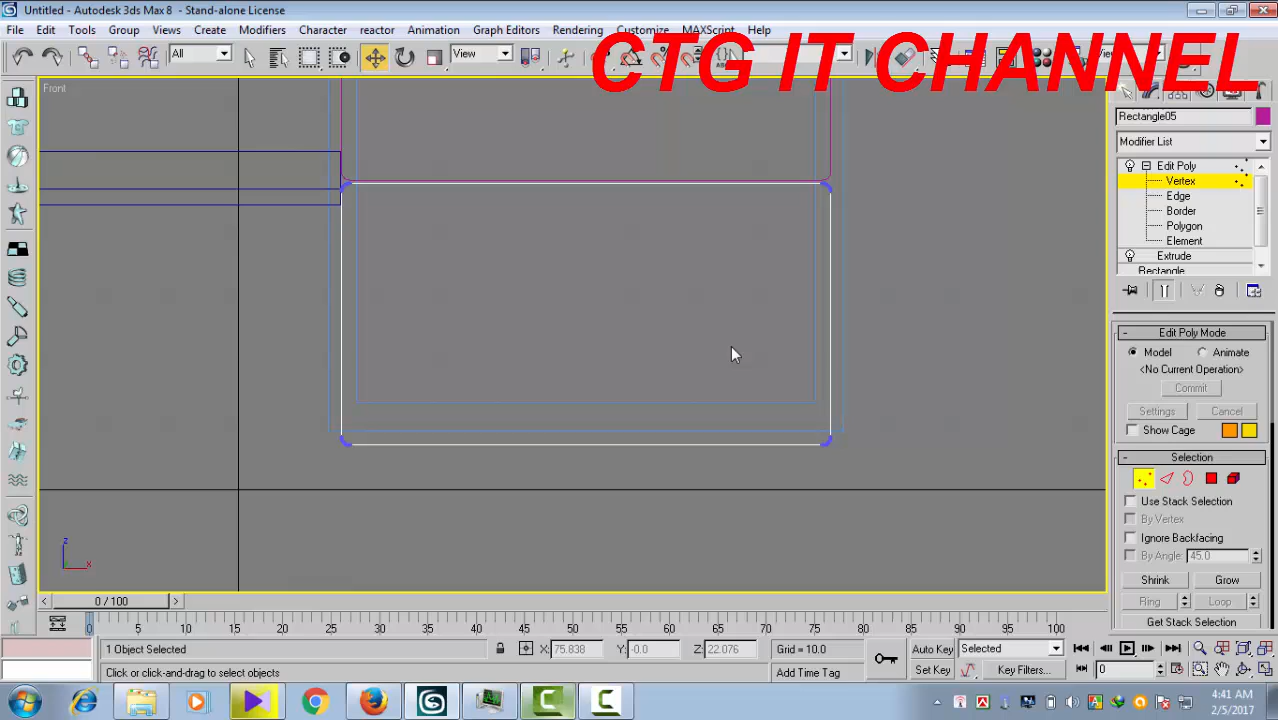 Untitled - Autodesk 3ds Max 8 - Stand-alone License
File Edit Tools Group Views Create Modifiers Character reactor Animation Graph Editors Rendering Customize MAXScript Help
CTG IT CHANNEL
All
View
Front
Rectangle05
Modifier List
Edit Poly
Vertex
Edge
Border
Polygon
Element
Extrude
Rectangle
- Edit Poly Mode
Model Animate
<No Current Operation>
Commit
Settings Cancel
Show Cage
- Selection
Use Stack Selection
By Vertex
Ignore Backfacing
By Angle: 45.0
Shrink Grow
Ring Loop
Get Stack Selection
z
x
< 0 / 100 >
0 5 10 15 20 25 30 35 40 45 50 55 60 65 70 75 80 85 90 95 100
1 Object Selected X: 75.838 Y: -0.0 Z: 22.076 Grid = 10.0 Auto Key Selected
Click or click-and-drag to select objects Add Time Tag Set Key Key Filters... 0
4:41 AM
2/5/2017